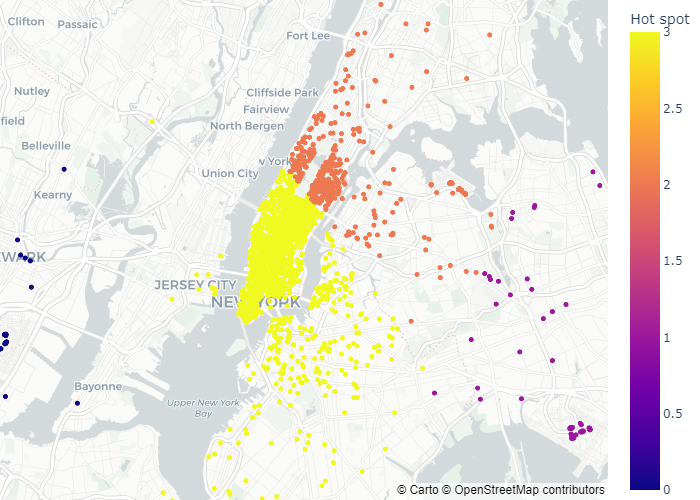 Hot spot
Clifton
Passaic
Fort Lee
Nutley
Cliffside Park
Fairview
North Bergen
field
Belleville
w York
Union City
Kearny
WARK
JERSEY CITY
NEW YORK
Bayonne
Upper New York
Bay
3
2.5
2
1.5
1
0.5
0
© Carto © OpenStreetMap contributors